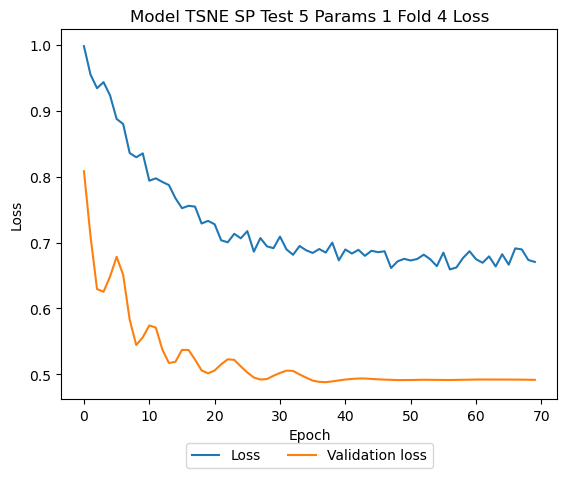 Model TSNE SP Test 5 Params 1 Fold 4 Loss
1.0
0.9
0.8
0.7
0.6
0.5
Loss
0 10 20 30 40 50 60 70
Epoch
Loss Validation loss